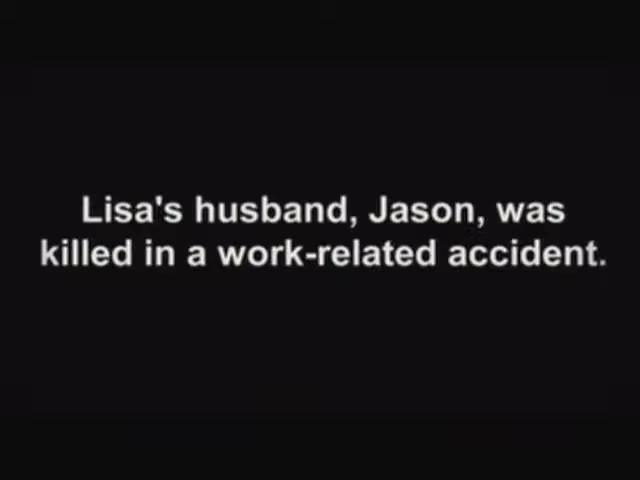 Lisa's husband, Jason, was
killed in a work-related accident.